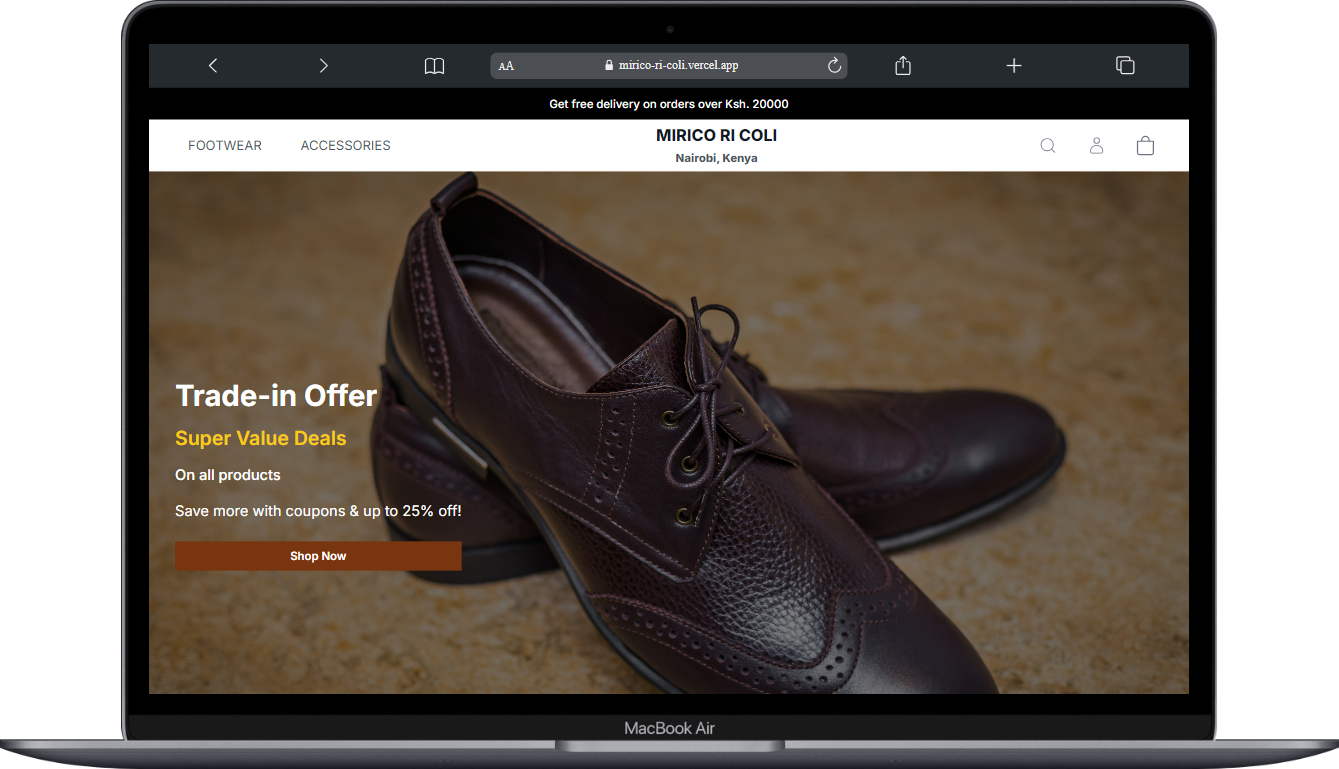 AA
mirico-ri-coli.vercel.app
Get free delivery on orders over Ksh. 20000
FOOTWEAR
ACCESSORIES
MIRICO RI COLI
Nairobi, Kenya
Trade-in Offer
Super Value Deals
On all products
Save more with coupons & up to 25% off!
Shop Now
MacBook Air